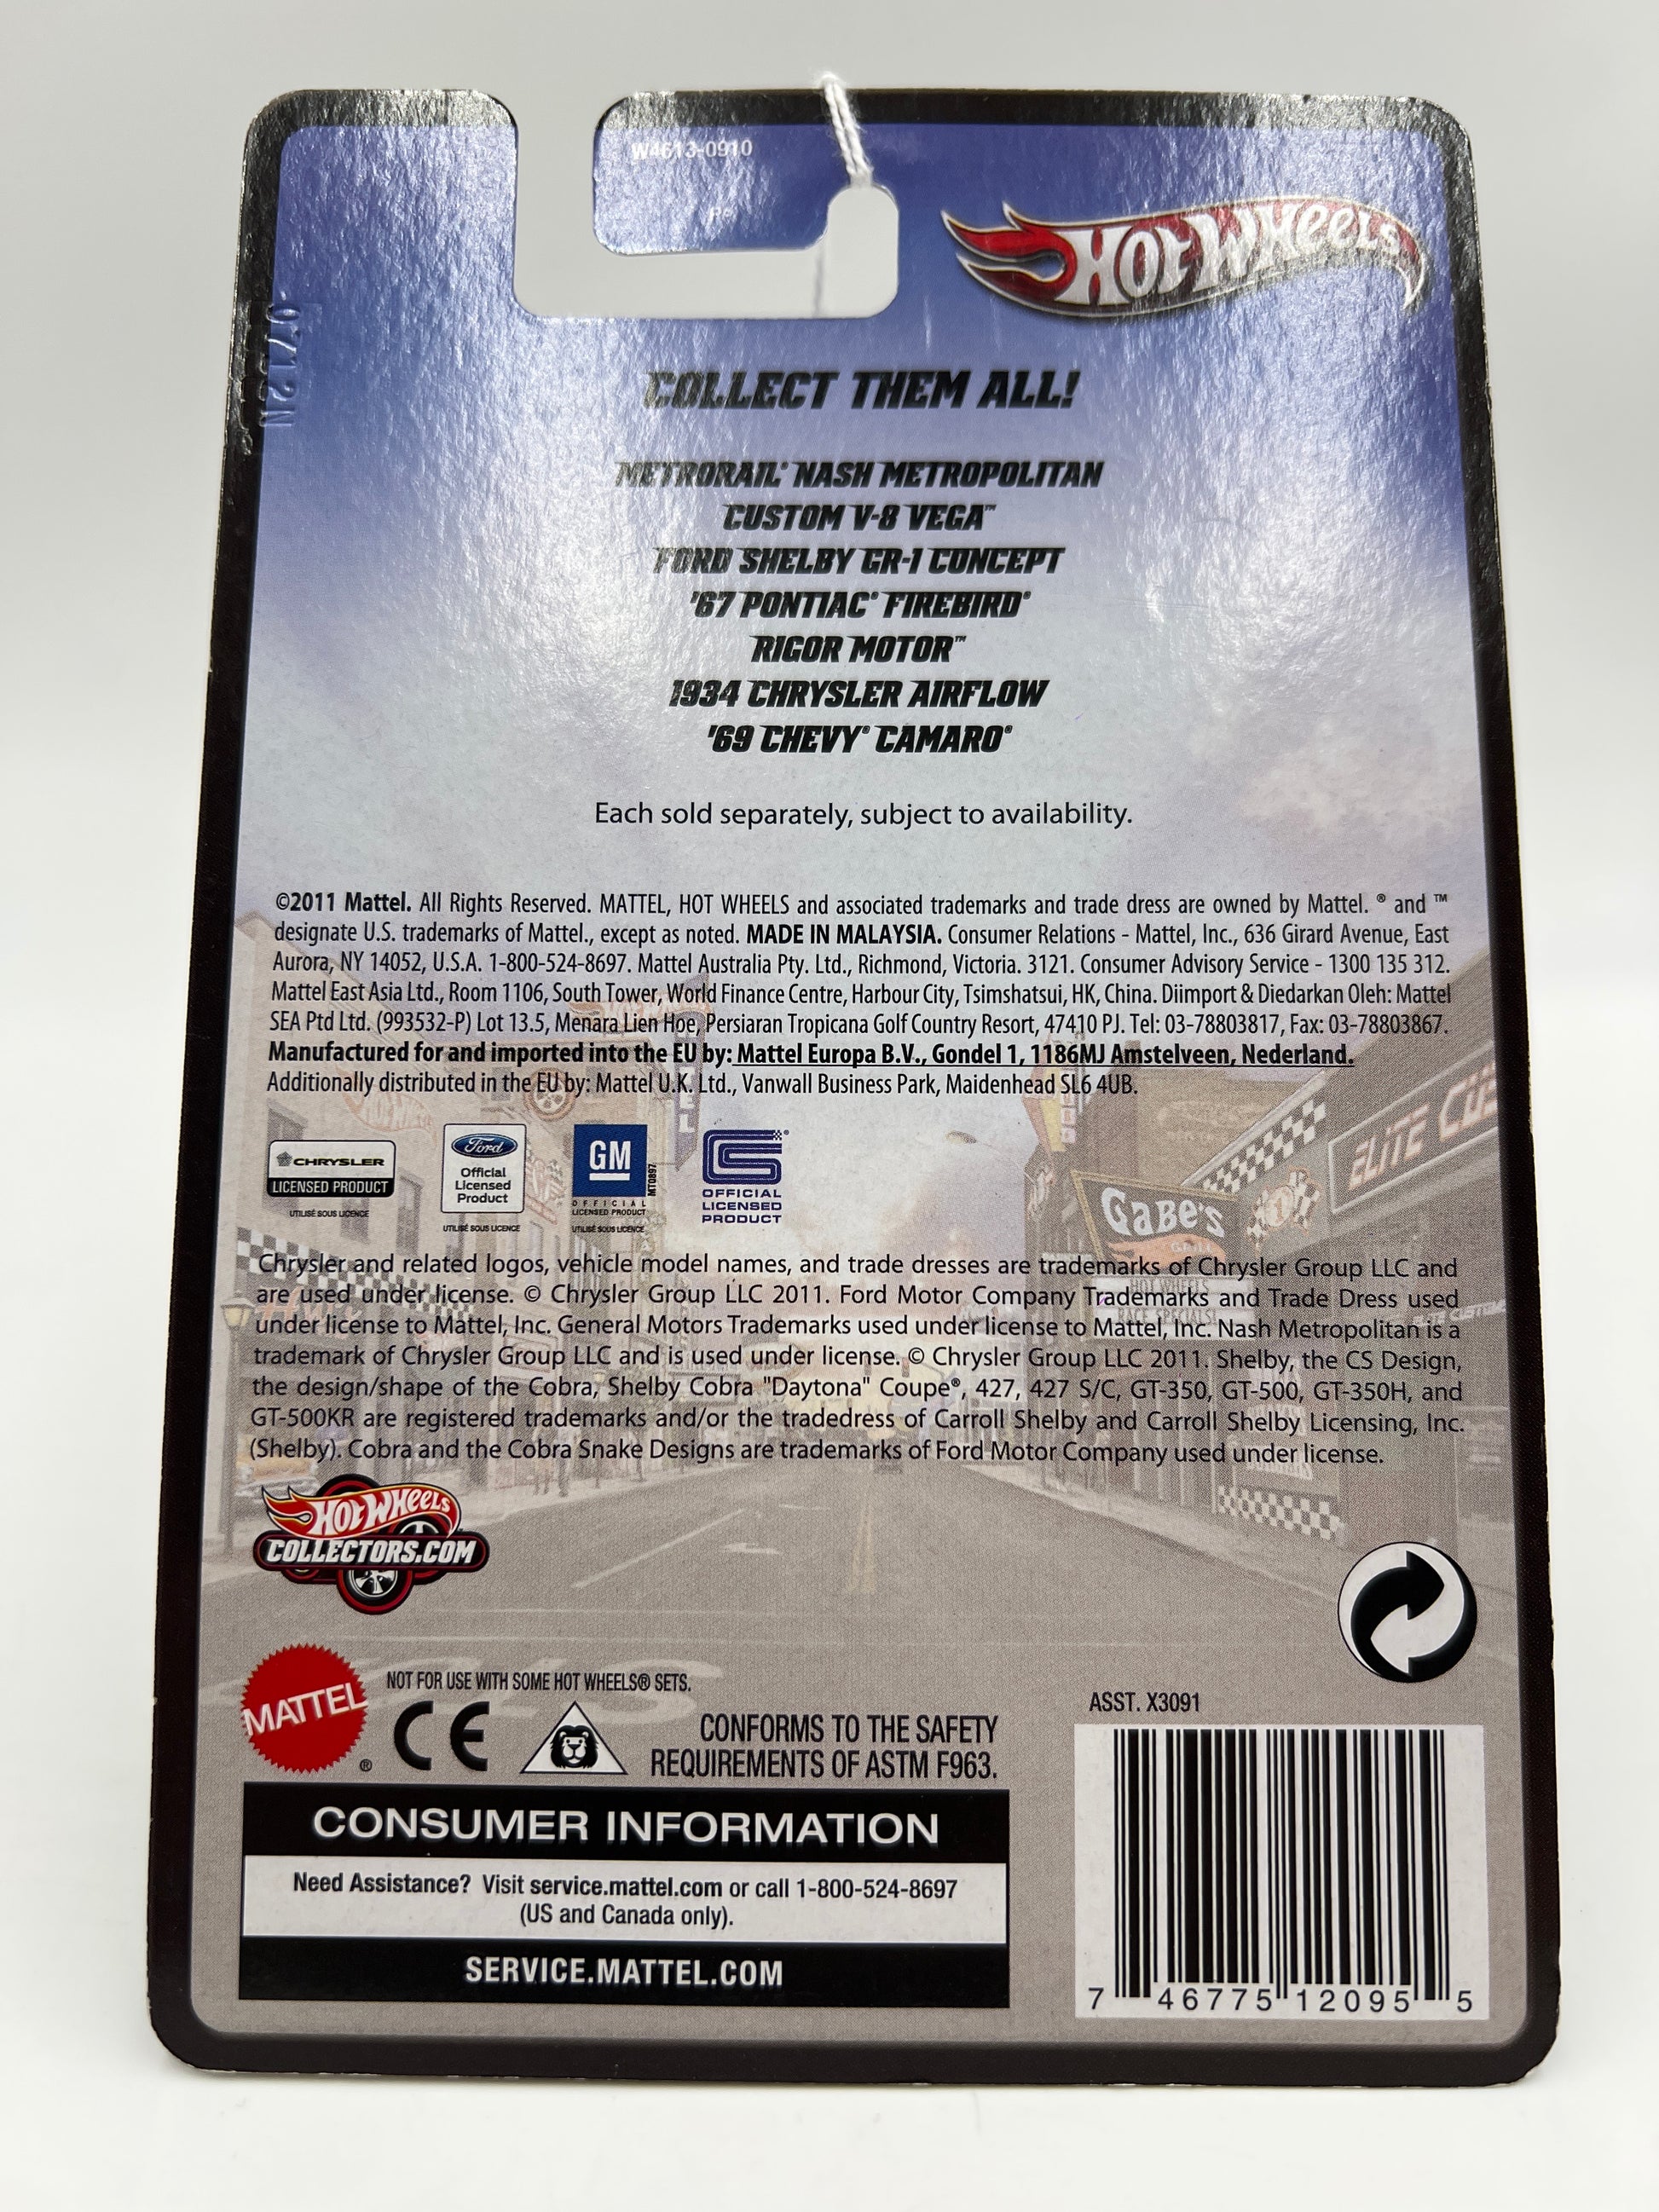 W4613-0910
HOT WHEELS
COLLECT THEM ALL!
METRORAIL® NASH METROPOLITAN
CUSTOM V-8 VEGA™
FORD SHELBY GR-1 CONCEPT
'67 PONTIAC® FIREBIRD®
RIGOR MOTOR™
1934 CHRYSLER AIRFLOW
'69 CHEVY® CAMARO®
Each sold separately, subject to availability.
©2011 Mattel. All Rights Reserved. MATTEL, HOT WHEELS and associated trademarks and trade dress are owned by Mattel. ® and ™
designate U.S. trademarks of Mattel., except as noted. MADE IN MALAYSIA. Consumer Relations - Mattel, Inc., 636 Girard Avenue, East
Aurora, NY 14052, U.S.A. 1-800-524-8697. Mattel Australia Pty. Ltd., Richmond, Victoria. 3121. Consumer Advisory Service - 1300 135 312.
Mattel East Asia Ltd., Room 1106, South Tower, World Finance Centre, Harbour City, Tsimshatsui, HK, China. Diimport & Diedarkan Oleh: Mattel
SEA Ptd Ltd. (993532-P) Lot 13.5, Menara Lien Hoe, Persiaran Tropicana Golf Country Resort, 47410 PJ. Tel: 03-78803817, Fax: 03-78803867.
Manufactured for and imported into the EU by: Mattel Europa B.V., Gondel 1, 1186MJ Amstelveen, Nederland.
Additionally distributed in the EU by: Mattel U.K. Ltd., Vanwall Business Park, Maidenhead SL6 4UB.
CHRYSLER
LICENSED PRODUCT
UTILISÉ SOUS LICENCE
Ford
Official
Licensed
Product
UTILISÉ SOUS LICENCE
GM
OFFICIAL
LICENSED PRODUCT
MT0897
UTILISÉ SOUS LICENCE
OFFICIAL
LICENSED
PRODUCT
ELITE
GABE'S
Chrysler and related logos, vehicle model names, and trade dresses are trademarks of Chrysler Group LLC and
are used under license. © Chrysler Group LLC 2011. Ford Motor Company Trademarks and Trade Dress used
under license to Mattel, Inc. General Motors Trademarks used under license to Mattel, Inc. Nash Metropolitan is a
trademark of Chrysler Group LLC and is used under license. © Chrysler Group LLC 2011. Shelby, the CS Design,
the design/shape of the Cobra, Shelby Cobra "Daytona" Coupe®, 427, 427 S/C, GT-350, GT-500, GT-350H, and
GT-500KR are registered trademarks and/or the tradedress of Carroll Shelby and Carroll Shelby Licensing, Inc.
(Shelby). Cobra and the Cobra Snake Designs are trademarks of Ford Motor Company used under license.
HOT WHEELS
COLLECTORS.COM
MATTEL
®
NOT FOR USE WITH SOME HOT WHEELS® SETS.
CE
CONFORMS TO THE SAFETY
REQUIREMENTS OF ASTM F963.
ASST. X3091
CONSUMER INFORMATION
Need Assistance? Visit service.mattel.com or call 1-800-524-8697
(US and Canada only).
SERVICE.MATTEL.COM
7 46775 12095 5